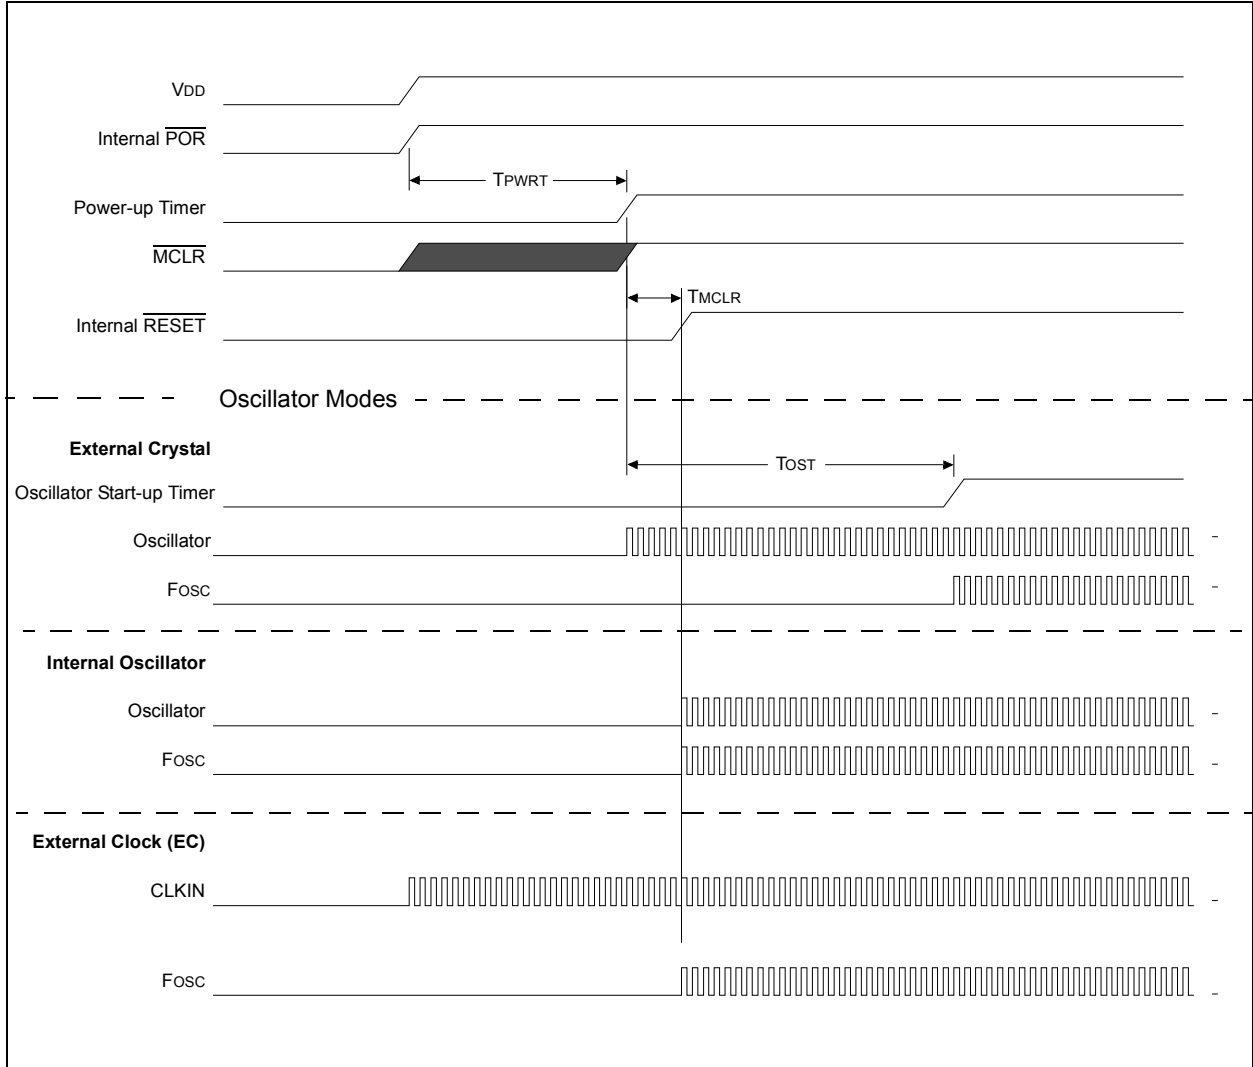 VDD
Internal POR
TPWRT
Power-up Timer
MCLR
TMCLR
Internal RESET
Oscillator Modes
External Crystal
TOST
Oscillator Start-up Timer
Oscillator
FOSC
Internal Oscillator
Oscillator
FOSC
External Clock (EC)
CLKIN
FOSC